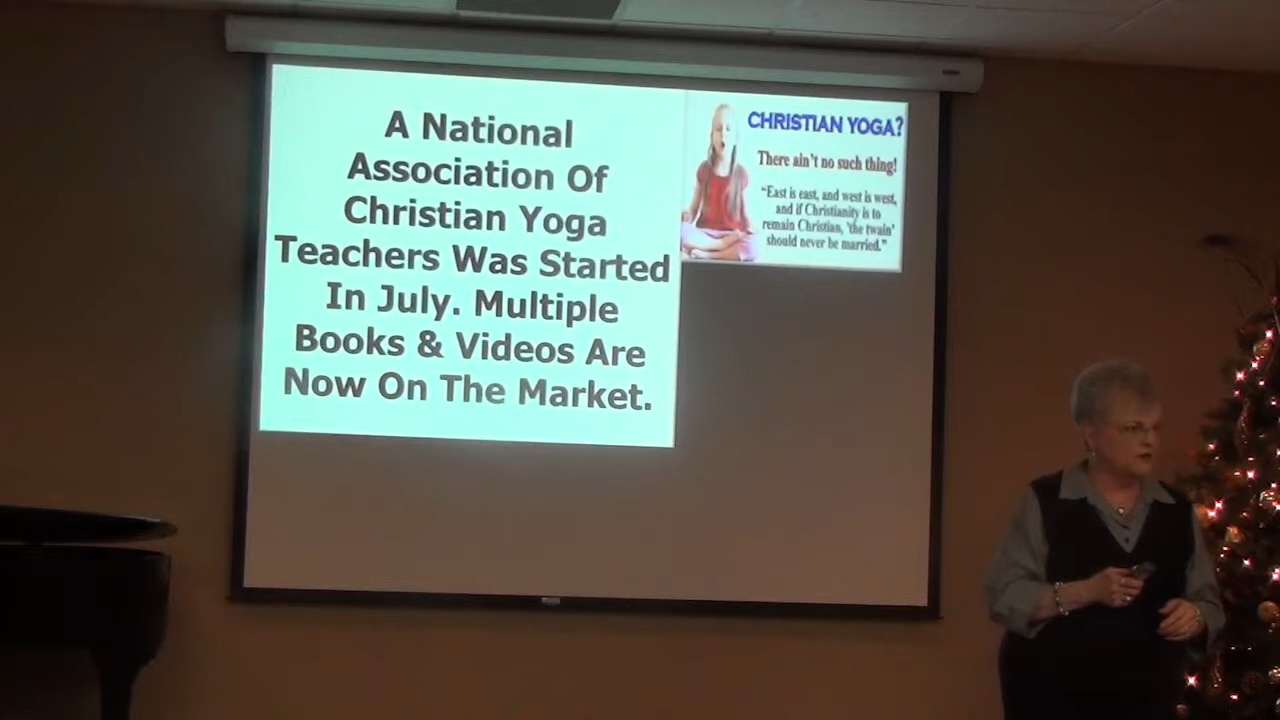 A National
Association Of
Christian Yoga
Teachers Was Started
In July. Multiple
Books & Videos Are
Now On The Market.
CHRISTIAN YOGA?
There ain't no such thing!
"East is east, and west is west,
and if Christianity is to
remain Christian, 'the twain'
should never be married."